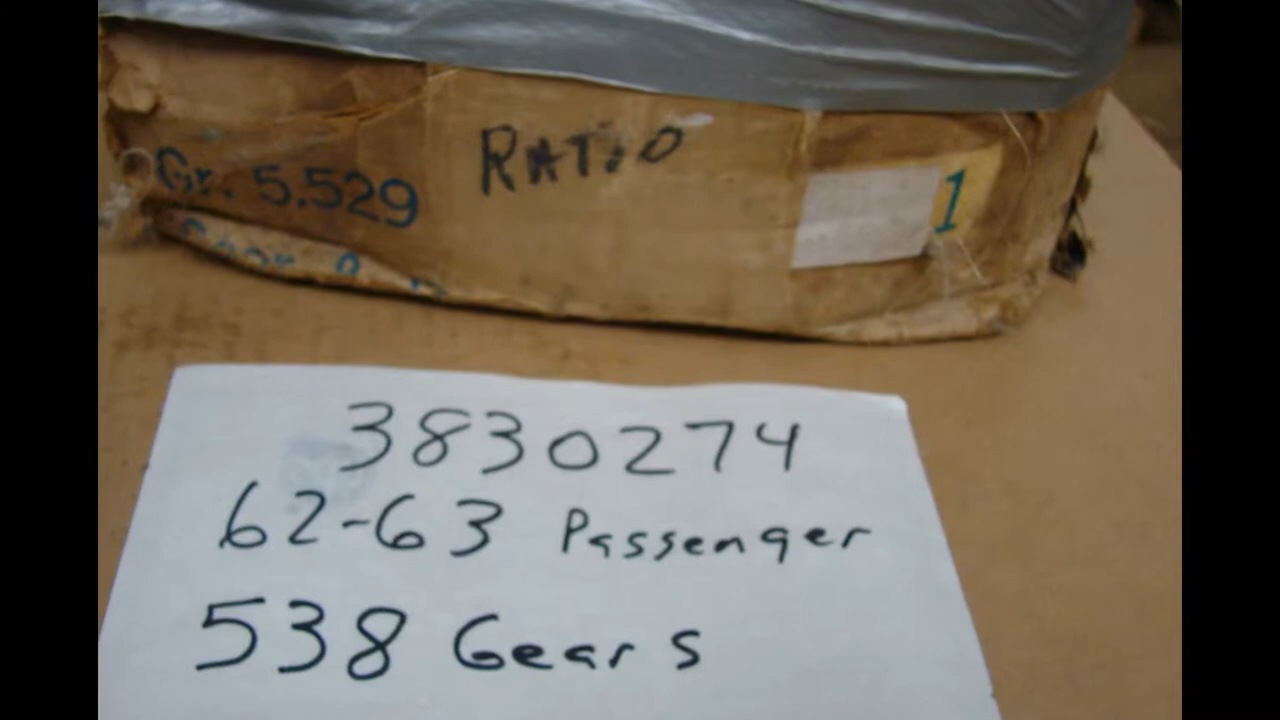 RATIO
Gr. 5.529
1
3830274
62-63 Passenger
538 Gears